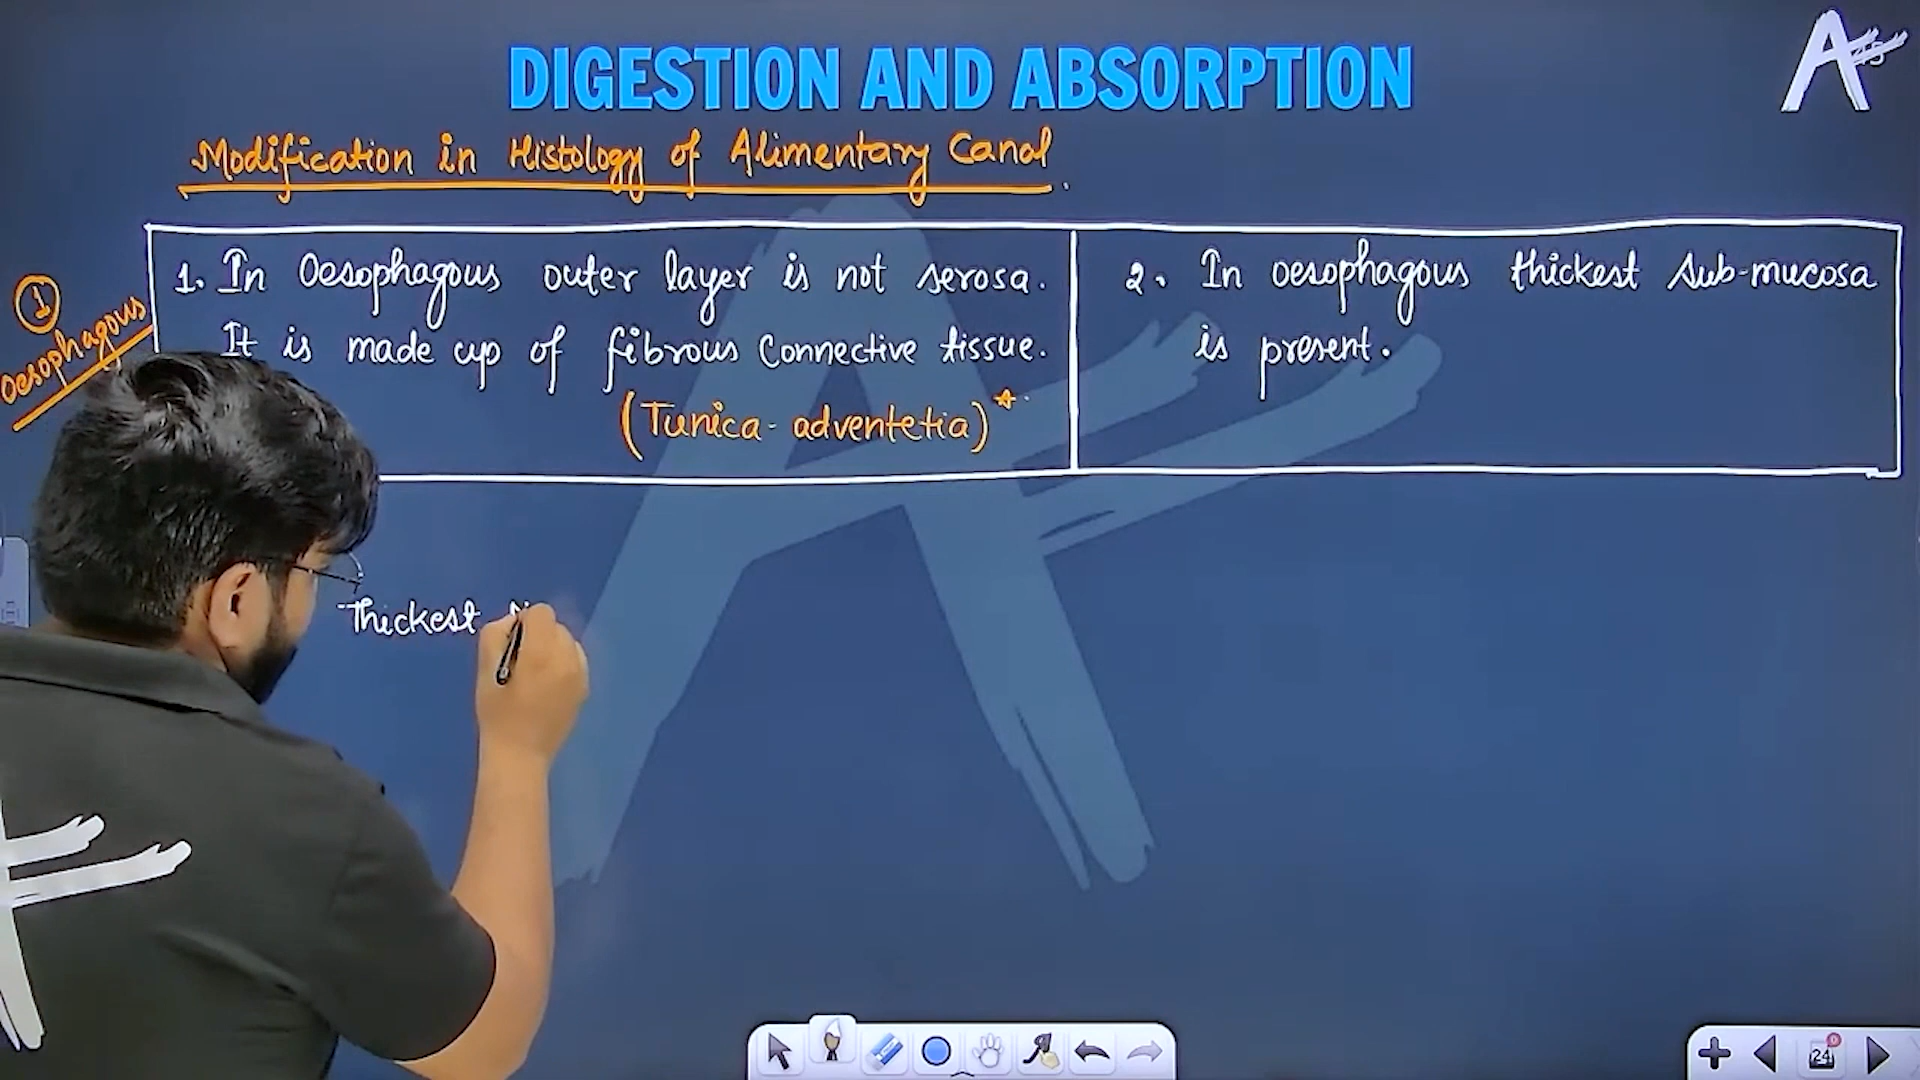 DIGESTION AND ABSORPTION
Modification in Histology of Alimentary Canal
1
Oesophagous
1. In Oesophagous outer layer is not serosa.
It is made up of fibrous Connective tissue.
(Tunica-adventetia)*
2. In oesophagous thickest Sub-mucosa
is present.
Thickest
24